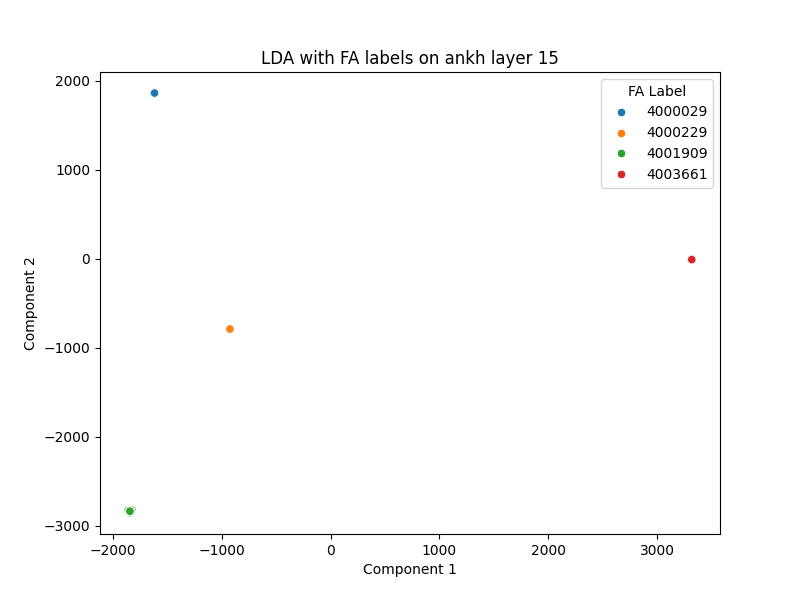 LDA with FA labels on ankh layer 15
FA Label
4000029
4000229
4001909
4003661
Component 2
2000
1000
0
−1000
−2000
−3000
−2000 −1000 0 1000 2000 3000
Component 1